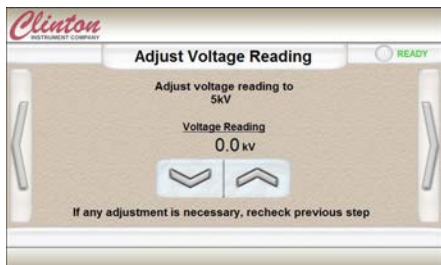 Clinton
INSTRUMENT COMPANY
Adjust Voltage Reading
READY
Adjust voltage reading to
5kV
Voltage Reading
0.0 kV
If any adjustment is necessary, recheck previous step